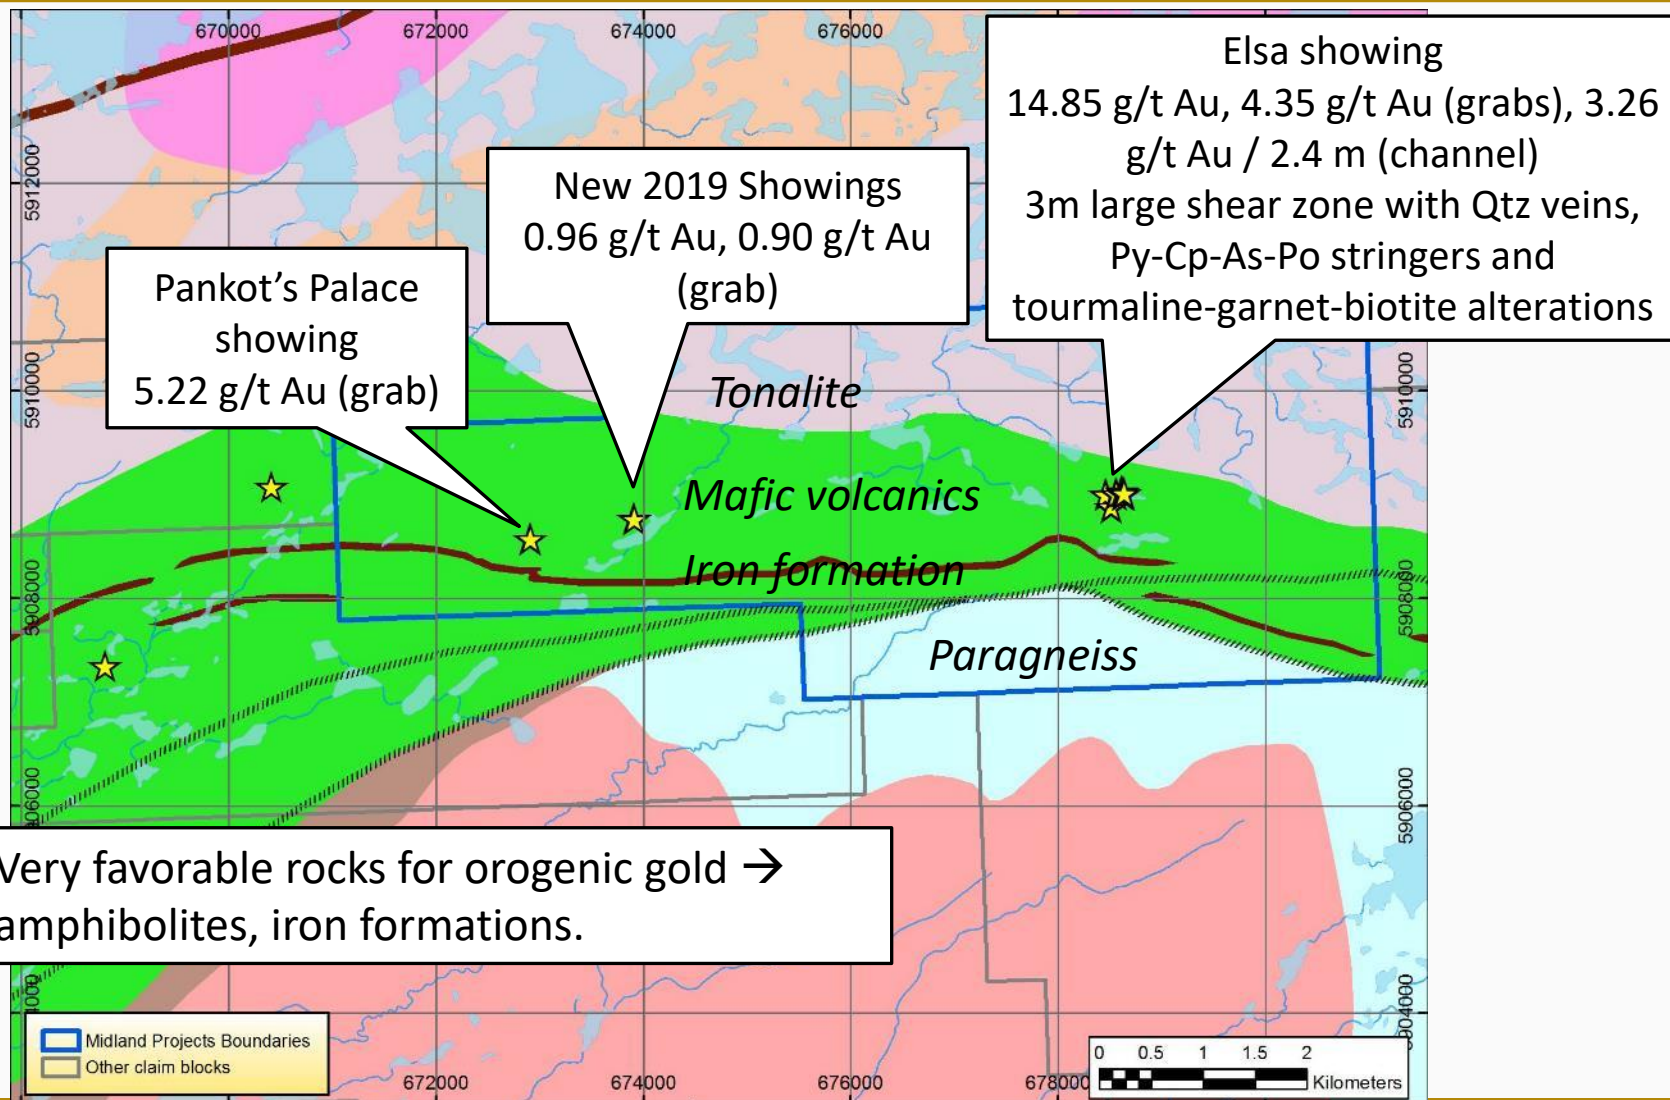 670000
672000
674000
676000
Elsa showing
14.85 g/t Au, 4.35 g/t Au (grabs), 3.26
g/t Au / 2.4 m (channel)
3m large shear zone with Qtz veins,
Py-Cp-As-Po stringers and
tourmaline-garnet-biotite alterations
New 2019 Showings
0.96 g/t Au, 0.90 g/t Au
(grab)
Pankot’s Palace
showing
5.22 g/t Au (grab)
5912000
5910000
5910000
Tonalite
Mafic volcanics
Iron formation
5908000
5908000
Paragneiss
5906000
Very favorable rocks for orogenic gold →
amphibolites, iron formations.
Midland Projects Boundaries
Other claim blocks
672000
674000
676000
678000
0 0.5 1 1.5 2
Kilometers